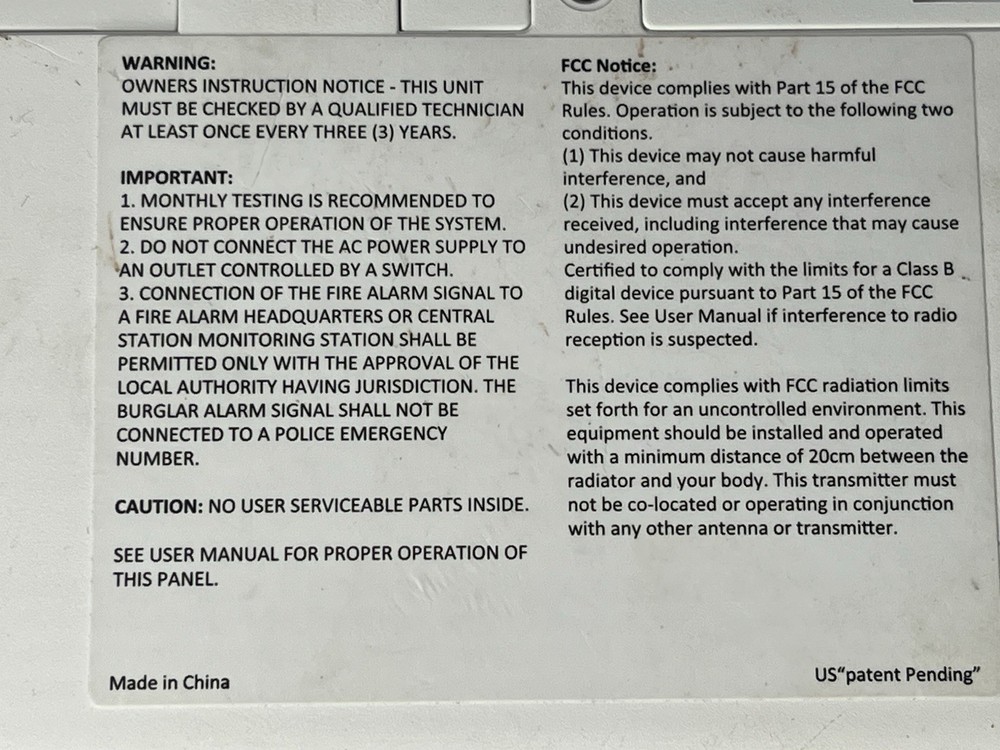 WARNING:
OWNERS INSTRUCTION NOTICE - THIS UNIT
MUST BE CHECKED BY A QUALIFIED TECHNICIAN
AT LEAST ONCE EVERY THREE (3) YEARS.
IMPORTANT:
1. MONTHLY TESTING IS RECOMMENDED TO
ENSURE PROPER OPERATION OF THE SYSTEM.
2. DO NOT CONNECT THE AC POWER SUPPLY TO
AN OUTLET CONTROLLED BY A SWITCH.
3. CONNECTION OF THE FIRE ALARM SIGNAL TO
A FIRE ALARM HEADQUARTERS OR CENTRAL
STATION MONITORING STATION SHALL BE
PERMITTED ONLY WITH THE APPROVAL OF THE
LOCAL AUTHORITY HAVING JURISDICTION. THE
BURGLAR ALARM SIGNAL SHALL NOT BE
CONNECTED TO A POLICE EMERGENCY
NUMBER.
CAUTION: NO USER SERVICEABLE PARTS INSIDE.
SEE USER MANUAL FOR PROPER OPERATION OF
THIS PANEL.
Made in China
FCC Notice:
This device complies with Part 15 of the FCC
Rules. Operation is subject to the following two
conditions.
(1) This device may not cause harmful
interference, and
(2) This device must accept any interference
received, including interference that may cause
undesired operation.
Certified to comply with the limits for a Class B
digital device pursuant to Part 15 of the FCC
Rules. See User Manual if interference to radio
reception is suspected.
This device complies with FCC radiation limits
set forth for an uncontrolled environment. This
equipment should be installed and operated
with a minimum distance of 20cm between the
radiator and your body. This transmitter must
not be co-located or operating in conjunction
with any other antenna or transmitter.
US“patent Pending”